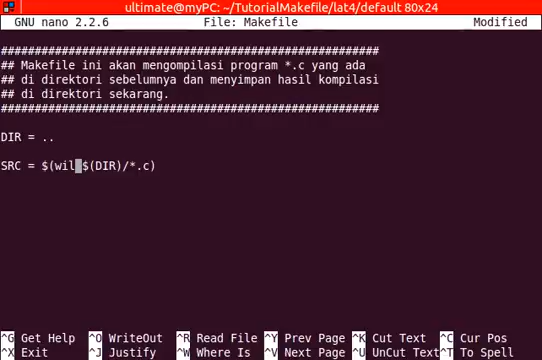 ultimate@myPC: ~/TutorialMakefile/lat4/default 80x24
GNU nano 2.2.6 File: Makefile Modified
########################################################
## Makefile ini akan mengompilasi program *.c yang ada
## di direktori sebelumnya dan menyimpan hasil kompilasi
## di direktori sekarang.
########################################################
DIR = ..
SRC = $(wil $(DIR)/*.c)
^G Get Help ^O WriteOut ^R Read File ^Y Prev Page ^K Cut Text ^C Cur Pos
^X Exit ^J Justify ^W Where Is ^V Next Page ^U UnCut Text ^T To Spell